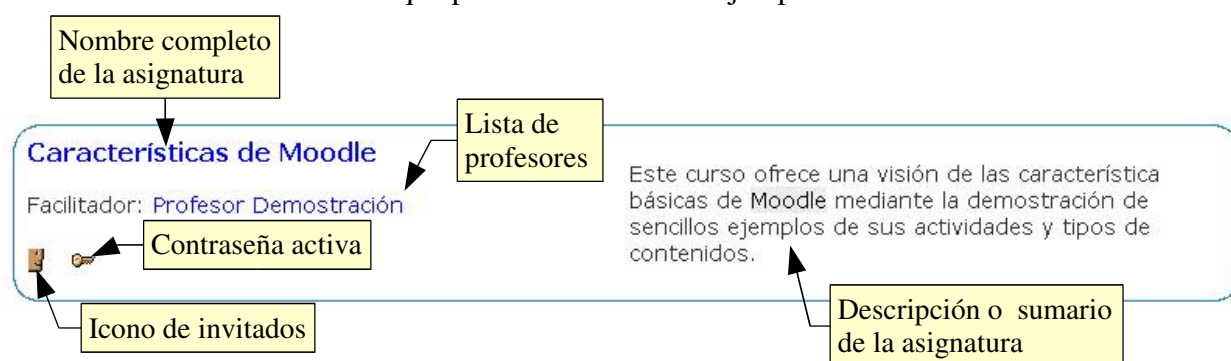 Nombre completo
de la asignatura
Lista de
profesores
Características de Moodle
Facilitador: Profesor Demostración
Contraseña activa
Icono de invitados
Este curso ofrece una visión de las característica
básicas de Moodle mediante la demostración de
sencillos ejemplos de sus actividades y tipos de
contenidos.
Descripción o sumario
de la asignatura